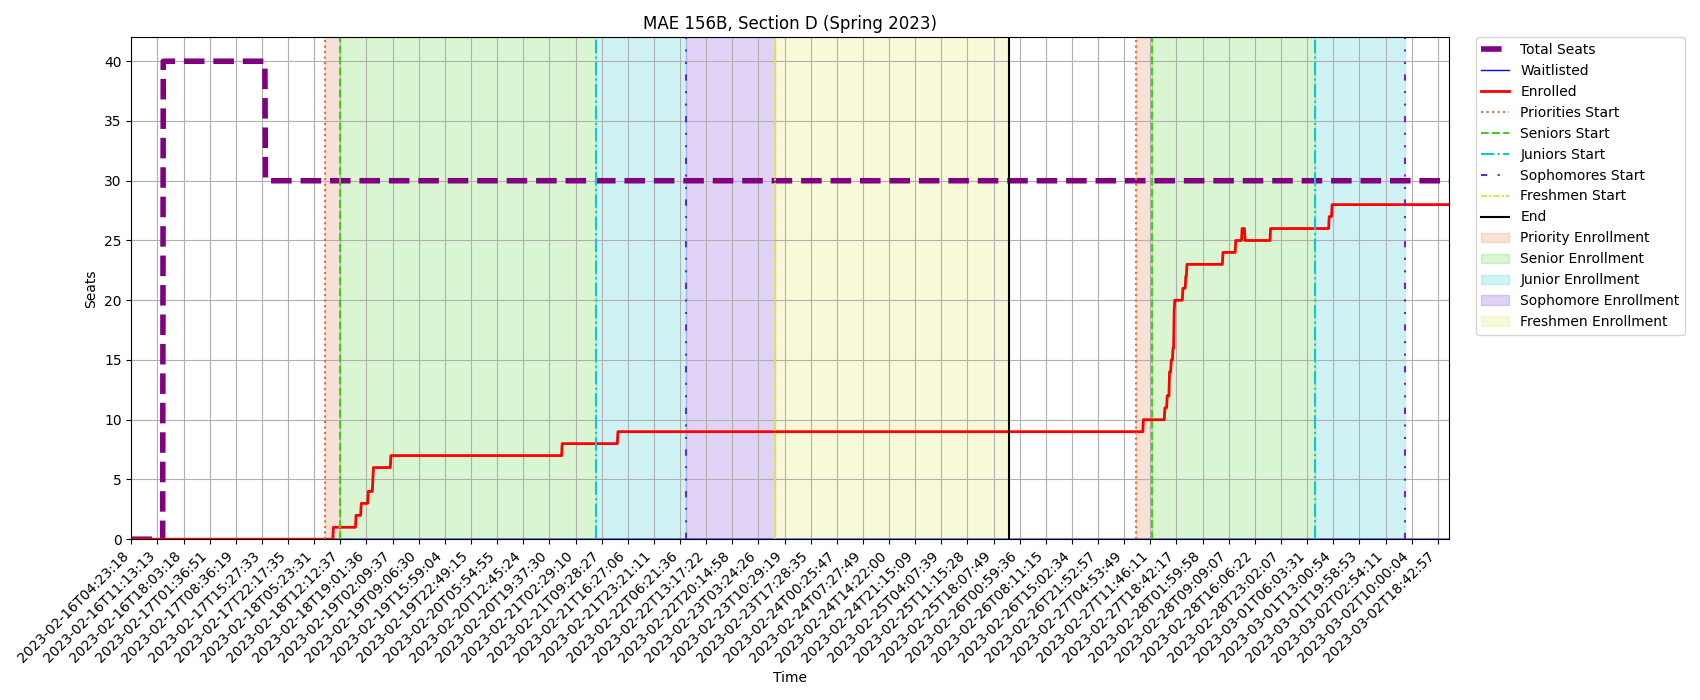 MAE 156B, Section D (Spring 2023)
Seats
40
35
30
25
20
15
10
5
0
2023-02-16T04:23:18
2023-02-16T11:13:13
2023-02-16T18:03:18
2023-02-17T01:36:51
2023-02-17T08:36:19
2023-02-17T15:27:33
2023-02-17T22:17:35
2023-02-18T05:23:31
2023-02-18T12:12:37
2023-02-18T19:01:36
2023-02-19T02:09:37
2023-02-19T09:06:30
2023-02-19T15:59:04
2023-02-19T22:49:15
2023-02-20T05:54:55
2023-02-20T12:45:24
2023-02-20T19:37:30
2023-02-21T02:29:10
2023-02-21T09:28:27
2023-02-21T16:27:06
2023-02-21T23:21:11
2023-02-22T06:21:36
2023-02-22T13:17:22
2023-02-22T20:14:58
2023-02-23T03:24:26
2023-02-23T10:29:19
2023-02-23T17:28:35
2023-02-24T00:25:47
2023-02-24T07:27:49
2023-02-24T14:22:00
2023-02-24T21:15:09
2023-02-25T04:07:39
2023-02-25T11:15:28
2023-02-25T18:07:49
2023-02-26T00:59:36
2023-02-26T08:11:15
2023-02-26T15:02:34
2023-02-26T21:52:57
2023-02-27T04:53:49
2023-02-27T11:46:11
2023-02-27T18:42:17
2023-02-28T01:59:58
2023-02-28T09:09:07
2023-02-28T16:06:22
2023-02-28T23:02:07
2023-03-01T06:03:31
2023-03-01T13:00:54
2023-03-01T19:58:53
2023-03-02T02:54:11
2023-03-02T10:00:04
2023-03-02T18:42:57
Time
Total Seats
Waitlisted
Enrolled
Priorities Start
Seniors Start
Juniors Start
Sophomores Start
Freshmen Start
End
Priority Enrollment
Senior Enrollment
Junior Enrollment
Sophomore Enrollment
Freshmen Enrollment